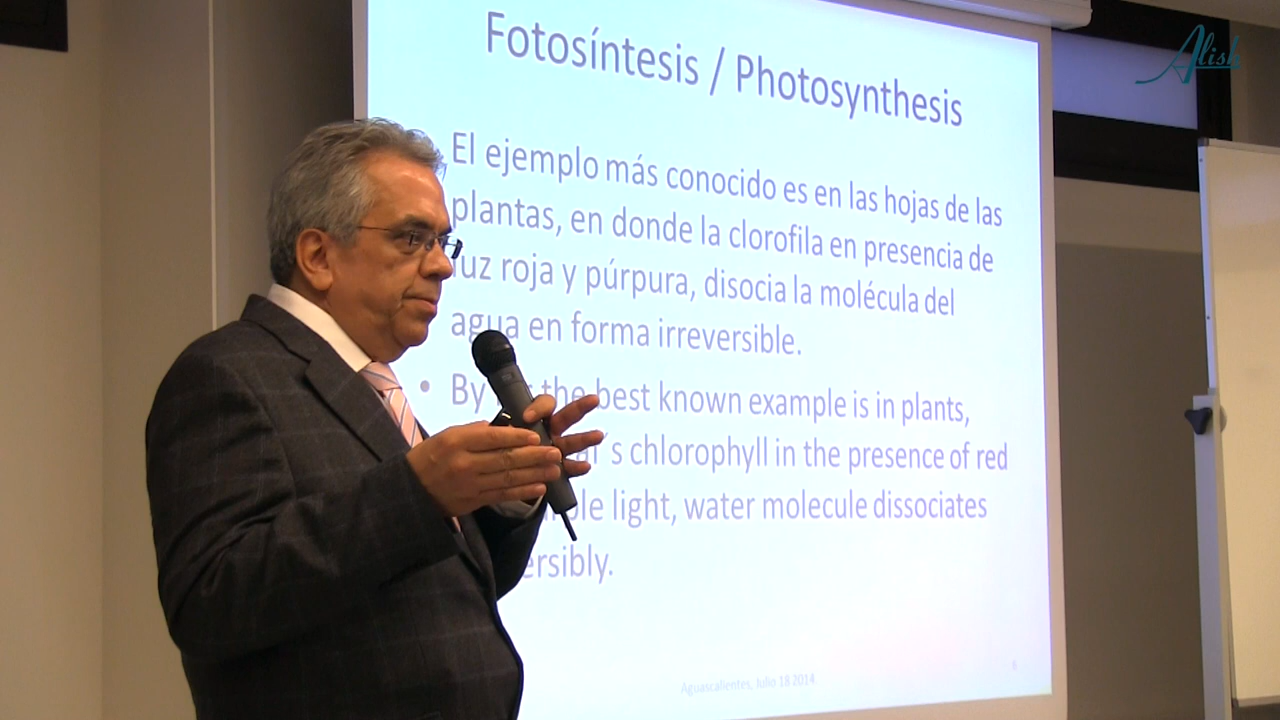 Alish
Fotosíntesis / Photosynthesis
El ejemplo más conocido es en las hojas de las
plantas, en donde la clorofila en presencia de
uz roja y púrpura, disocia la molécula del
agua en forma irreversible.
• By the best known example is in plants,
´s chlorophyll in the presence of red
le light, water molecule dissociates
ersibly.
Aguascalientes, Julio 18 2014